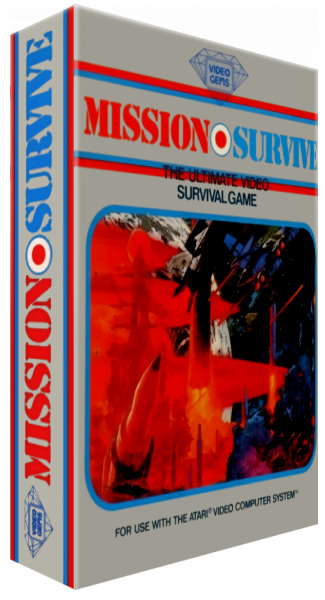 VIDEO
GEMS
MISSION SURVIVE
THE ULTIMATE VIDEO
SURVIVAL GAME
FOR USE WITH THE ATARI® VIDEO COMPUTER SYSTEM™
MISSION SURVIVE
VIDEO
GEMS